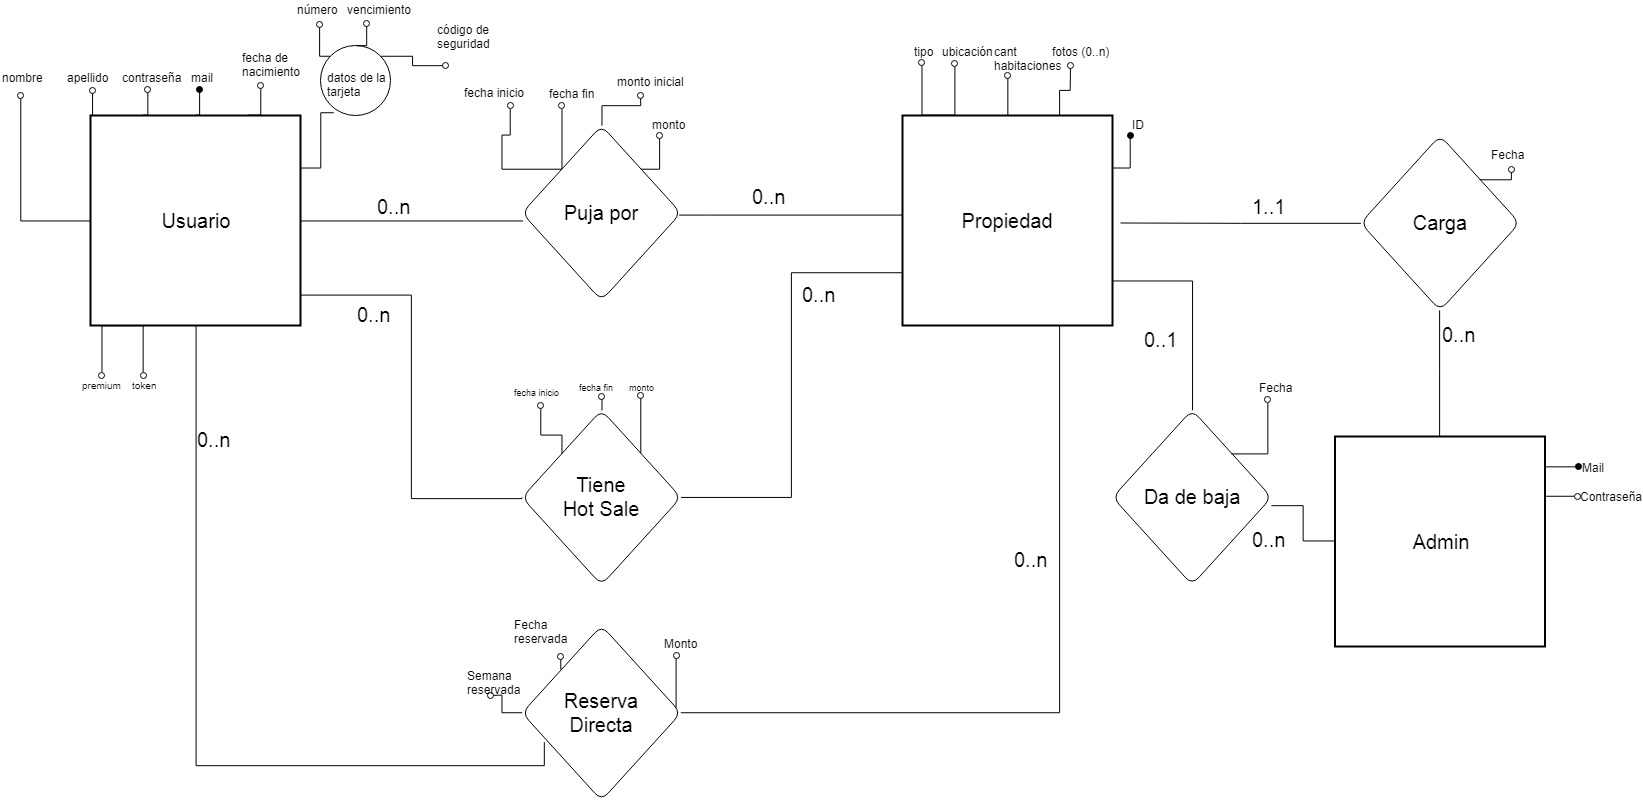 número
vencimiento
código de
seguridad
nombre
apellido
contraseña
mail
fecha de
nacimiento
datos de la
tarjeta
fecha inicio
fecha fin
monto inicial
monto
tipo
ubicación
cant
habitaciones
fotos (0..n)
ID
Fecha
Usuario
0..n
Puja por
0..n
Propiedad
1..1
Carga
0..n
0..n
0..1
0..n
premium
token
fecha inicio
fecha fin
monto
Fecha
0..n
Tiene
Hot Sale
Da de baja
0..n
Mail
Contraseña
Admin
0..n
Fecha
reservada
Monto
Semana
reservada
Reserva
Directa